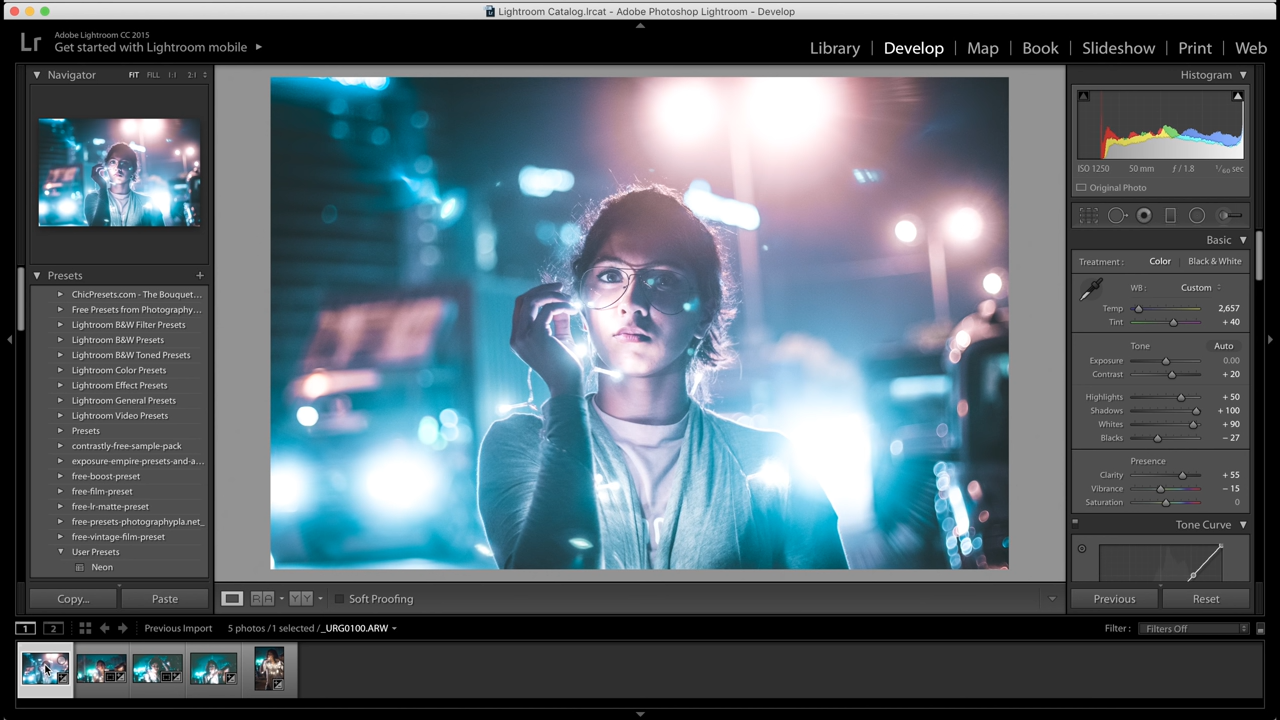 Lightroom Catalog.lrcat - Adobe Photoshop Lightroom - Develop
Lr
Adobe Lightroom CC 2015
Get started with Lightroom mobile
Library | Develop | Map | Book | Slideshow | Print | Web
Navigator FIT FILL 1:1 2:1
Presets +
ChicPresets.com - The Bouquet...
Free Presets from Photography...
Lightroom B&W Filter Presets
Lightroom B&W Presets
Lightroom B&W Toned Presets
Lightroom Color Presets
Lightroom Effect Presets
Lightroom General Presets
Lightroom Video Presets
Presets
contrastly-free-sample-pack
exposure-empire-presets-and-a...
free-boost-preset
free-film-preset
free-lr-matte-preset
free-presets-photographypla.net_
free-vintage-film-preset
User Presets
Neon
Copy... Paste
Soft Proofing
Histogram
ISO 1250 50 mm ƒ / 1.8 1/60 sec
Original Photo
Basic
Treatment : Color Black & White
WB : Custom
Temp 2,657
Tint + 40
Tone Auto
Exposure 0.00
Contrast + 20
Highlights + 50
Shadows + 100
Whites + 90
Blacks − 27
Presence
Clarity + 55
Vibrance − 15
Saturation 0
Tone Curve
Previous Reset
1 2 Previous Import 5 photos / 1 selected / _URG0100.ARW
Filter : Filters Off